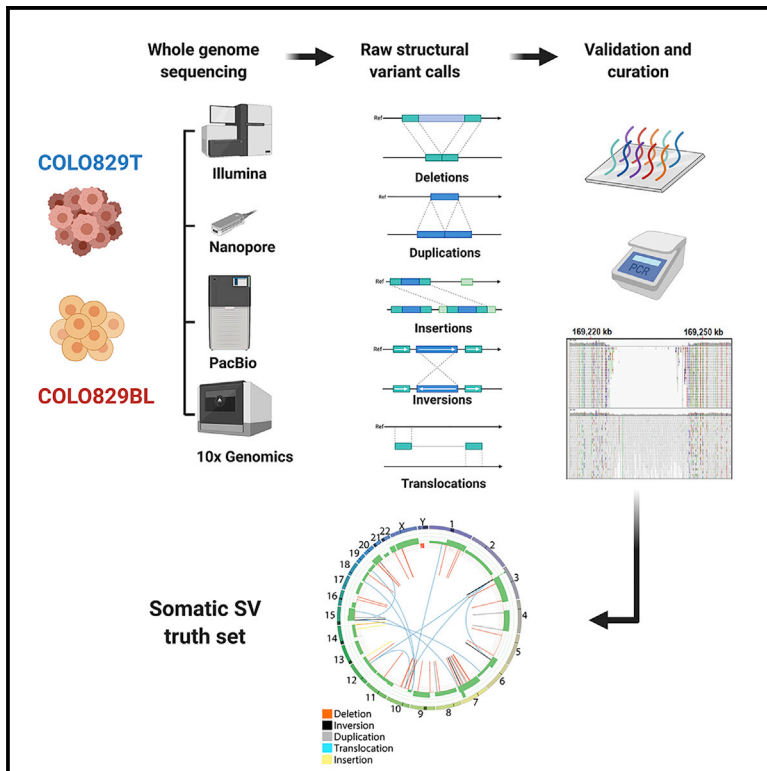 Whole genome
sequencing
Raw structural
variant calls
Validation and
curation
COLO829T
COLO829BL
Illumina
Nanopore
PacBio
10x Genomics
Ref
Deletions
Ref
Duplications
Ref
Insertions
Ref
Inversions
Ref
Translocations
PCR
169,220 kb
169,250 kb
Somatic SV
truth set
1
2
3
4
5
6
7
8
9
10
11
12
13
14
15
16
17
18
19
20
21
22
X
Y
Deletion
Inversion
Duplication
Translocation
Insertion